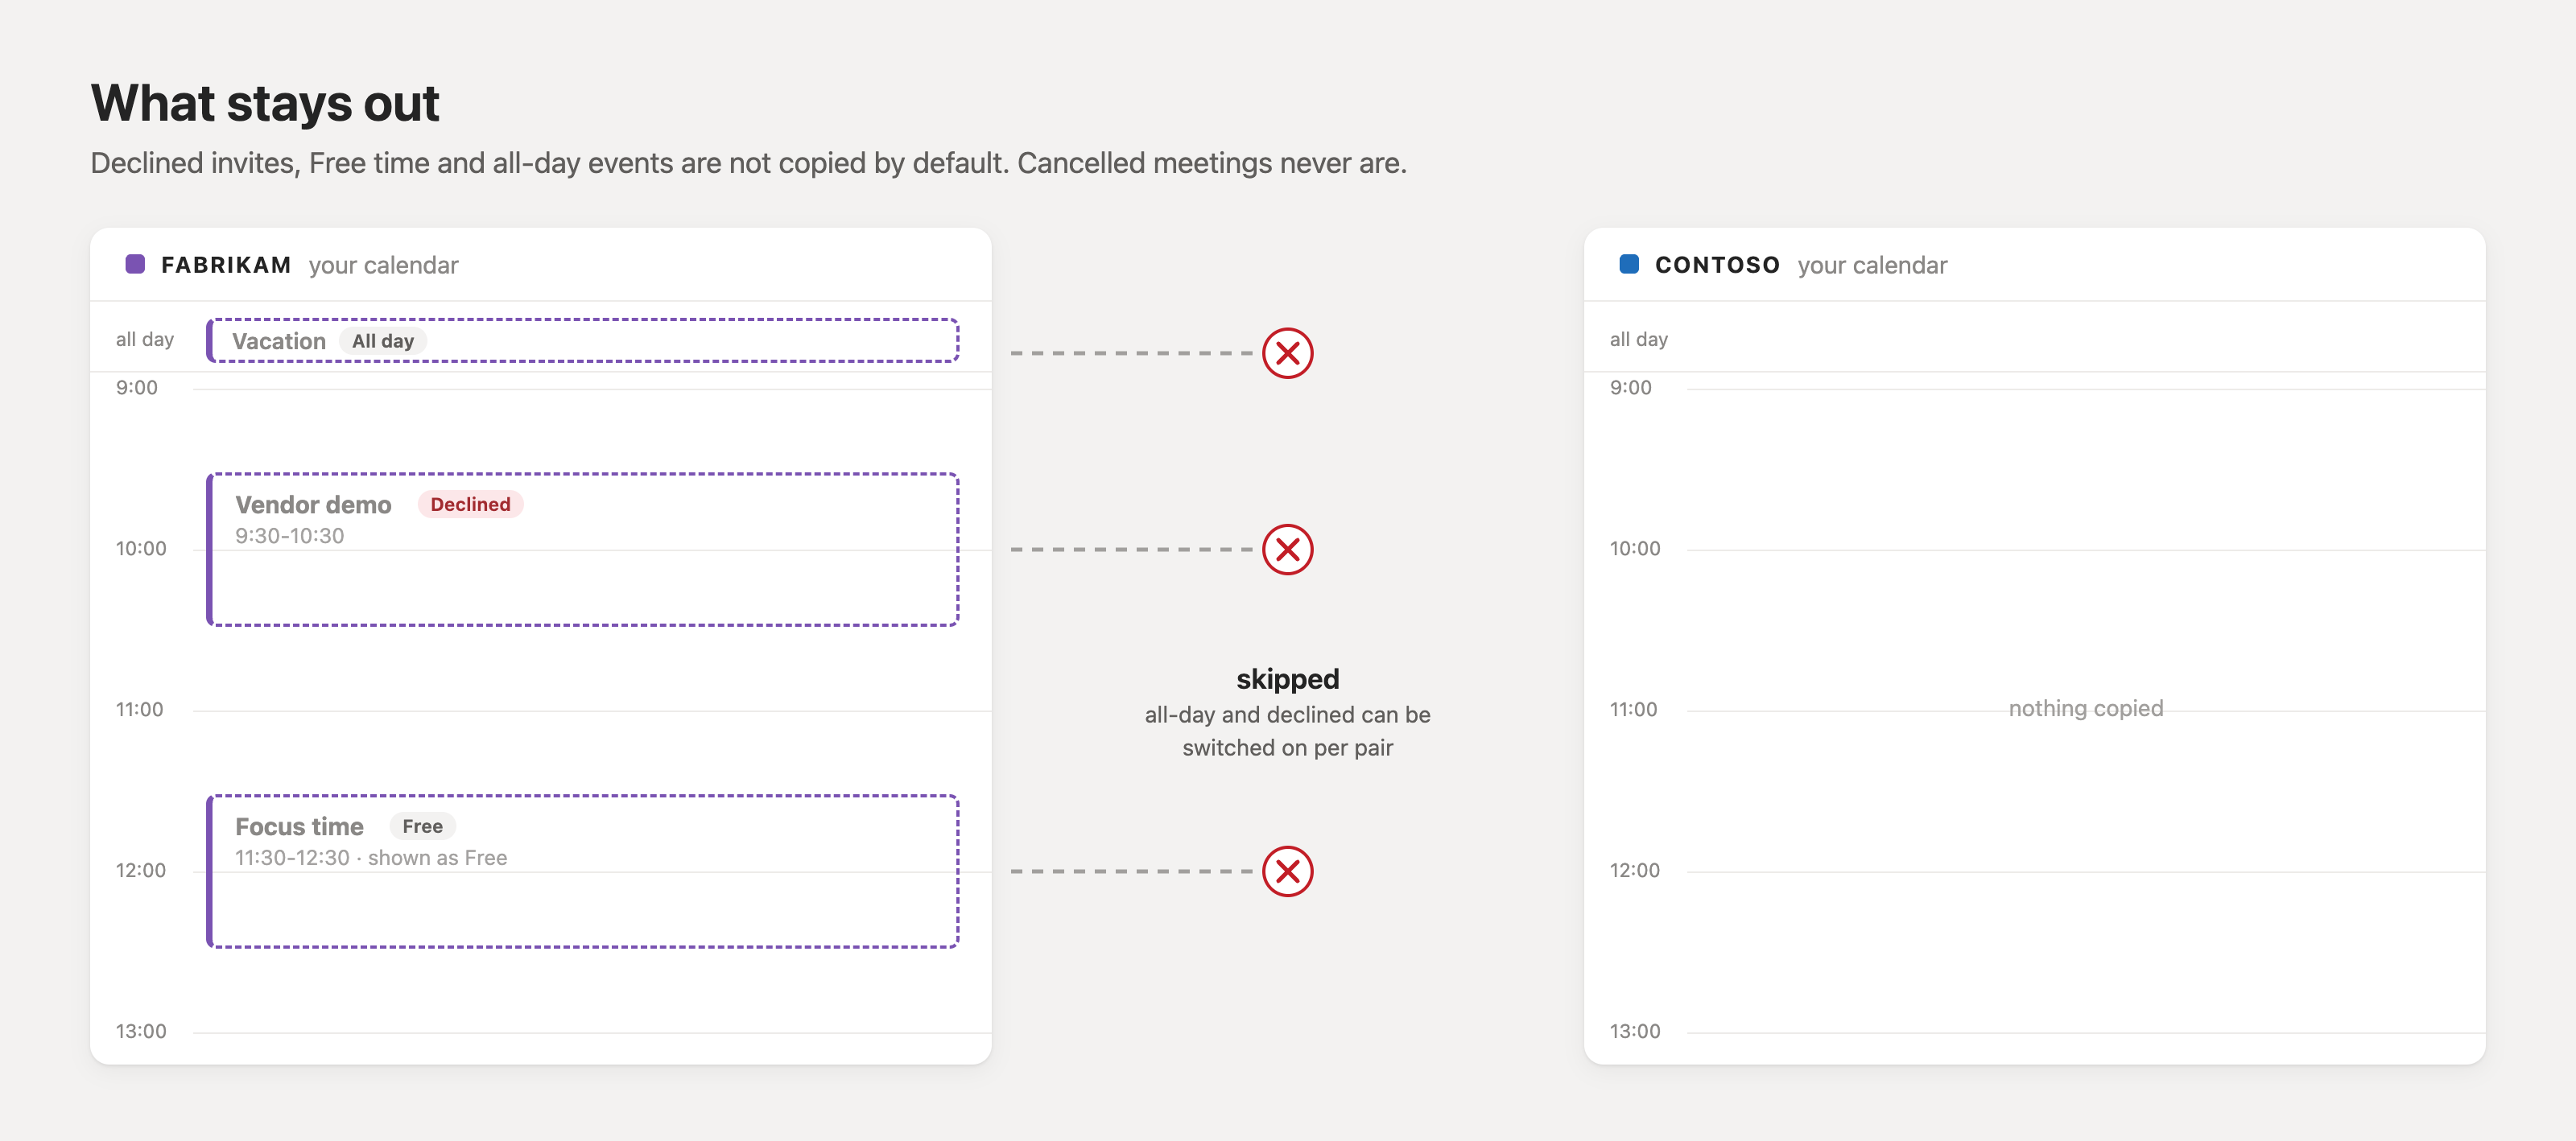 What stays out
Declined invites, Free time and all-day events are not copied by default. Cancelled meetings never are.
FABRIKAM your calendar
all day
Vacation All day
9:00
Vendor demo Declined
9:30-10:30
10:00
11:00
Focus time Free
11:30-12:30 · shown as Free
12:00
13:00
skipped
all-day and declined can be
switched on per pair
CONTOSO your calendar
all day
9:00
10:00
11:00
nothing copied
12:00
13:00